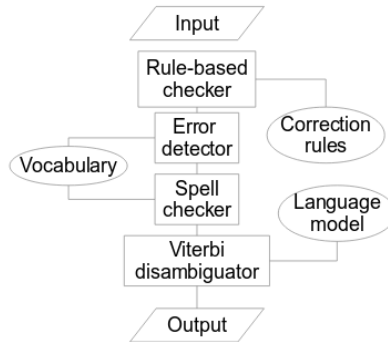 Input
Rule-based
checker
Correction
rules
Error
detector
Vocabulary
Spell
checker
Language
model
Viterbi
disambiguator
Output